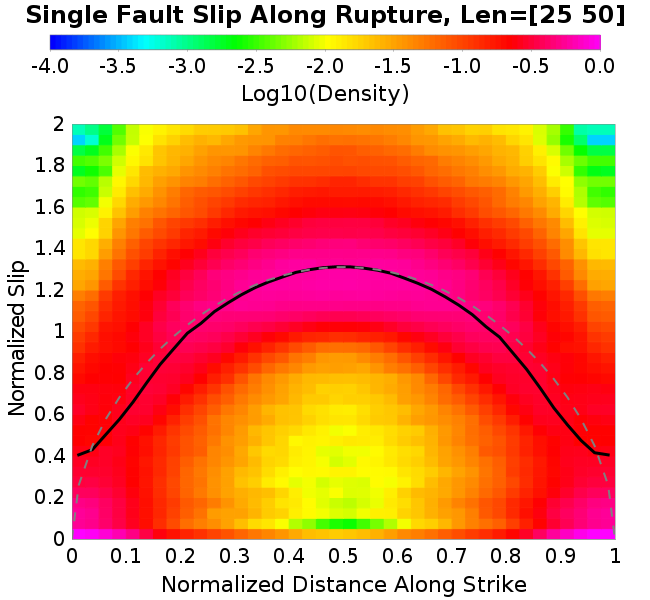 Single Fault Slip Along Rupture, Len=[25 50]
-4.0 -3.5 -3.0 -2.5 -2.0 -1.5 -1.0 -0.5 0.0
Log10(Density)
2
1.8
1.6
1.4
1.2
1
0.8
0.6
0.4
0.2
0
Normalized Slip
0 0.1 0.2 0.3 0.4 0.5 0.6 0.7 0.8 0.9 1
Normalized Distance Along Strike